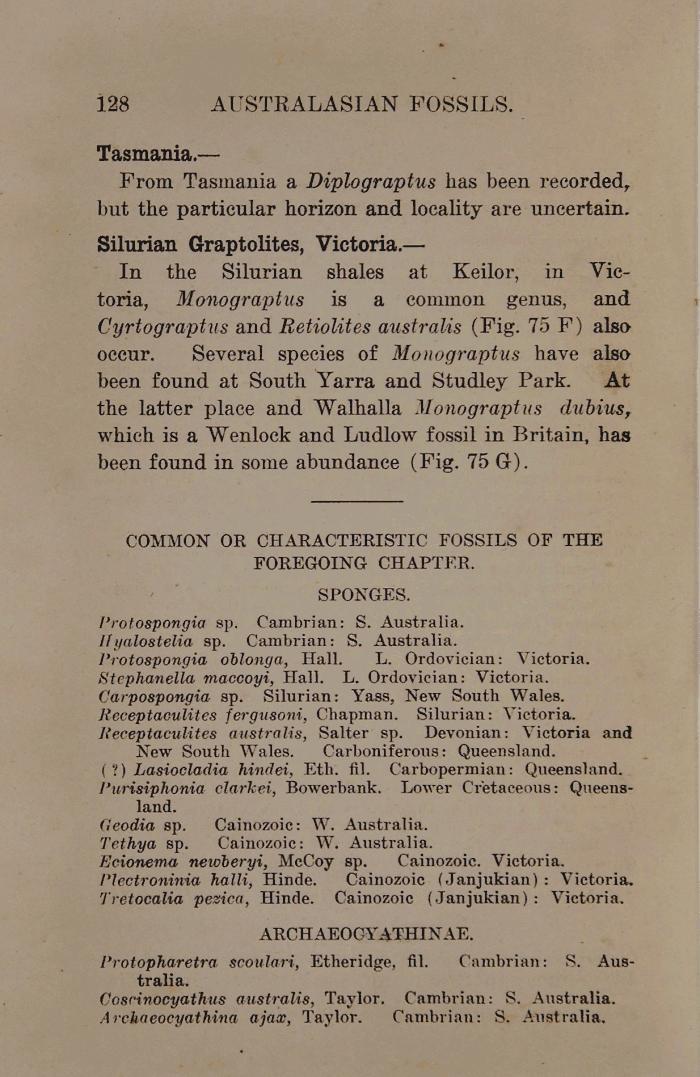 128 AUSTRALASIAN FOSSILS.
Tasmania.—
From Tasmania a Diplograptus has been recorded,
but the particular horizon and locality are uncertain.
Silurian Graptolites, Victoria.—
In the Silurian shales at Keilor, in Vic-
toria, Monograptus is a common genus, and
Cyrtograptus and Retiolites australis (Fig. 75 F) also
occur. Several species of Monograptus have also
been found at South Yarra and Studley Park. At
the latter place and Walhalla Monograptus dubius,
which is a Wenlock and Ludlow fossil in Britain, has
been found in some abundance (Fig. 75 G).
COMMON OR CHARACTERISTIC FOSSILS OF THE
FOREGOING CHAPTER.
SPONGES.
Protospongia sp. Cambrian: S. Australia.
Hyalostelia sp. Cambrian: S. Australia.
Protospongia oblonga, Hall. L. Ordovician: Victoria.
Stephanella maccoyi, Hall. L. Ordovician: Victoria.
Carpospongia sp. Silurian: Yass, New South Wales.
Receptaculites fergusoni, Chapman. Silurian: Victoria.
Receptaculites australis, Salter sp. Devonian: Victoria and
New South Wales. Carboniferous: Queensland.
(?) Lasiocladia hindei, Eth. fil. Carbopermian: Queensland.
Purisiphonia clarkei, Bowerbank. Lower Cretaceous: Queens-
land.
Geodia sp. Cainozoic: W. Australia.
Tethya sp. Cainozoic: W. Australia.
Ecionema newberyi, McCoy sp. Cainozoic. Victoria.
Plectroninia halli, Hinde. Cainozoic (Janjukian): Victoria.
Tretocalia pezica, Hinde. Cainozoic (Janjukian): Victoria.
ARCHAEOCYATHINAE.
Protopharetra scoulari, Etheridge, fil. Cambrian: S. Aus-
tralia.
Coscinocyathus australis, Taylor. Cambrian: S. Australia.
Archaeocyathina ajax, Taylor. Cambrian: S. Australia.